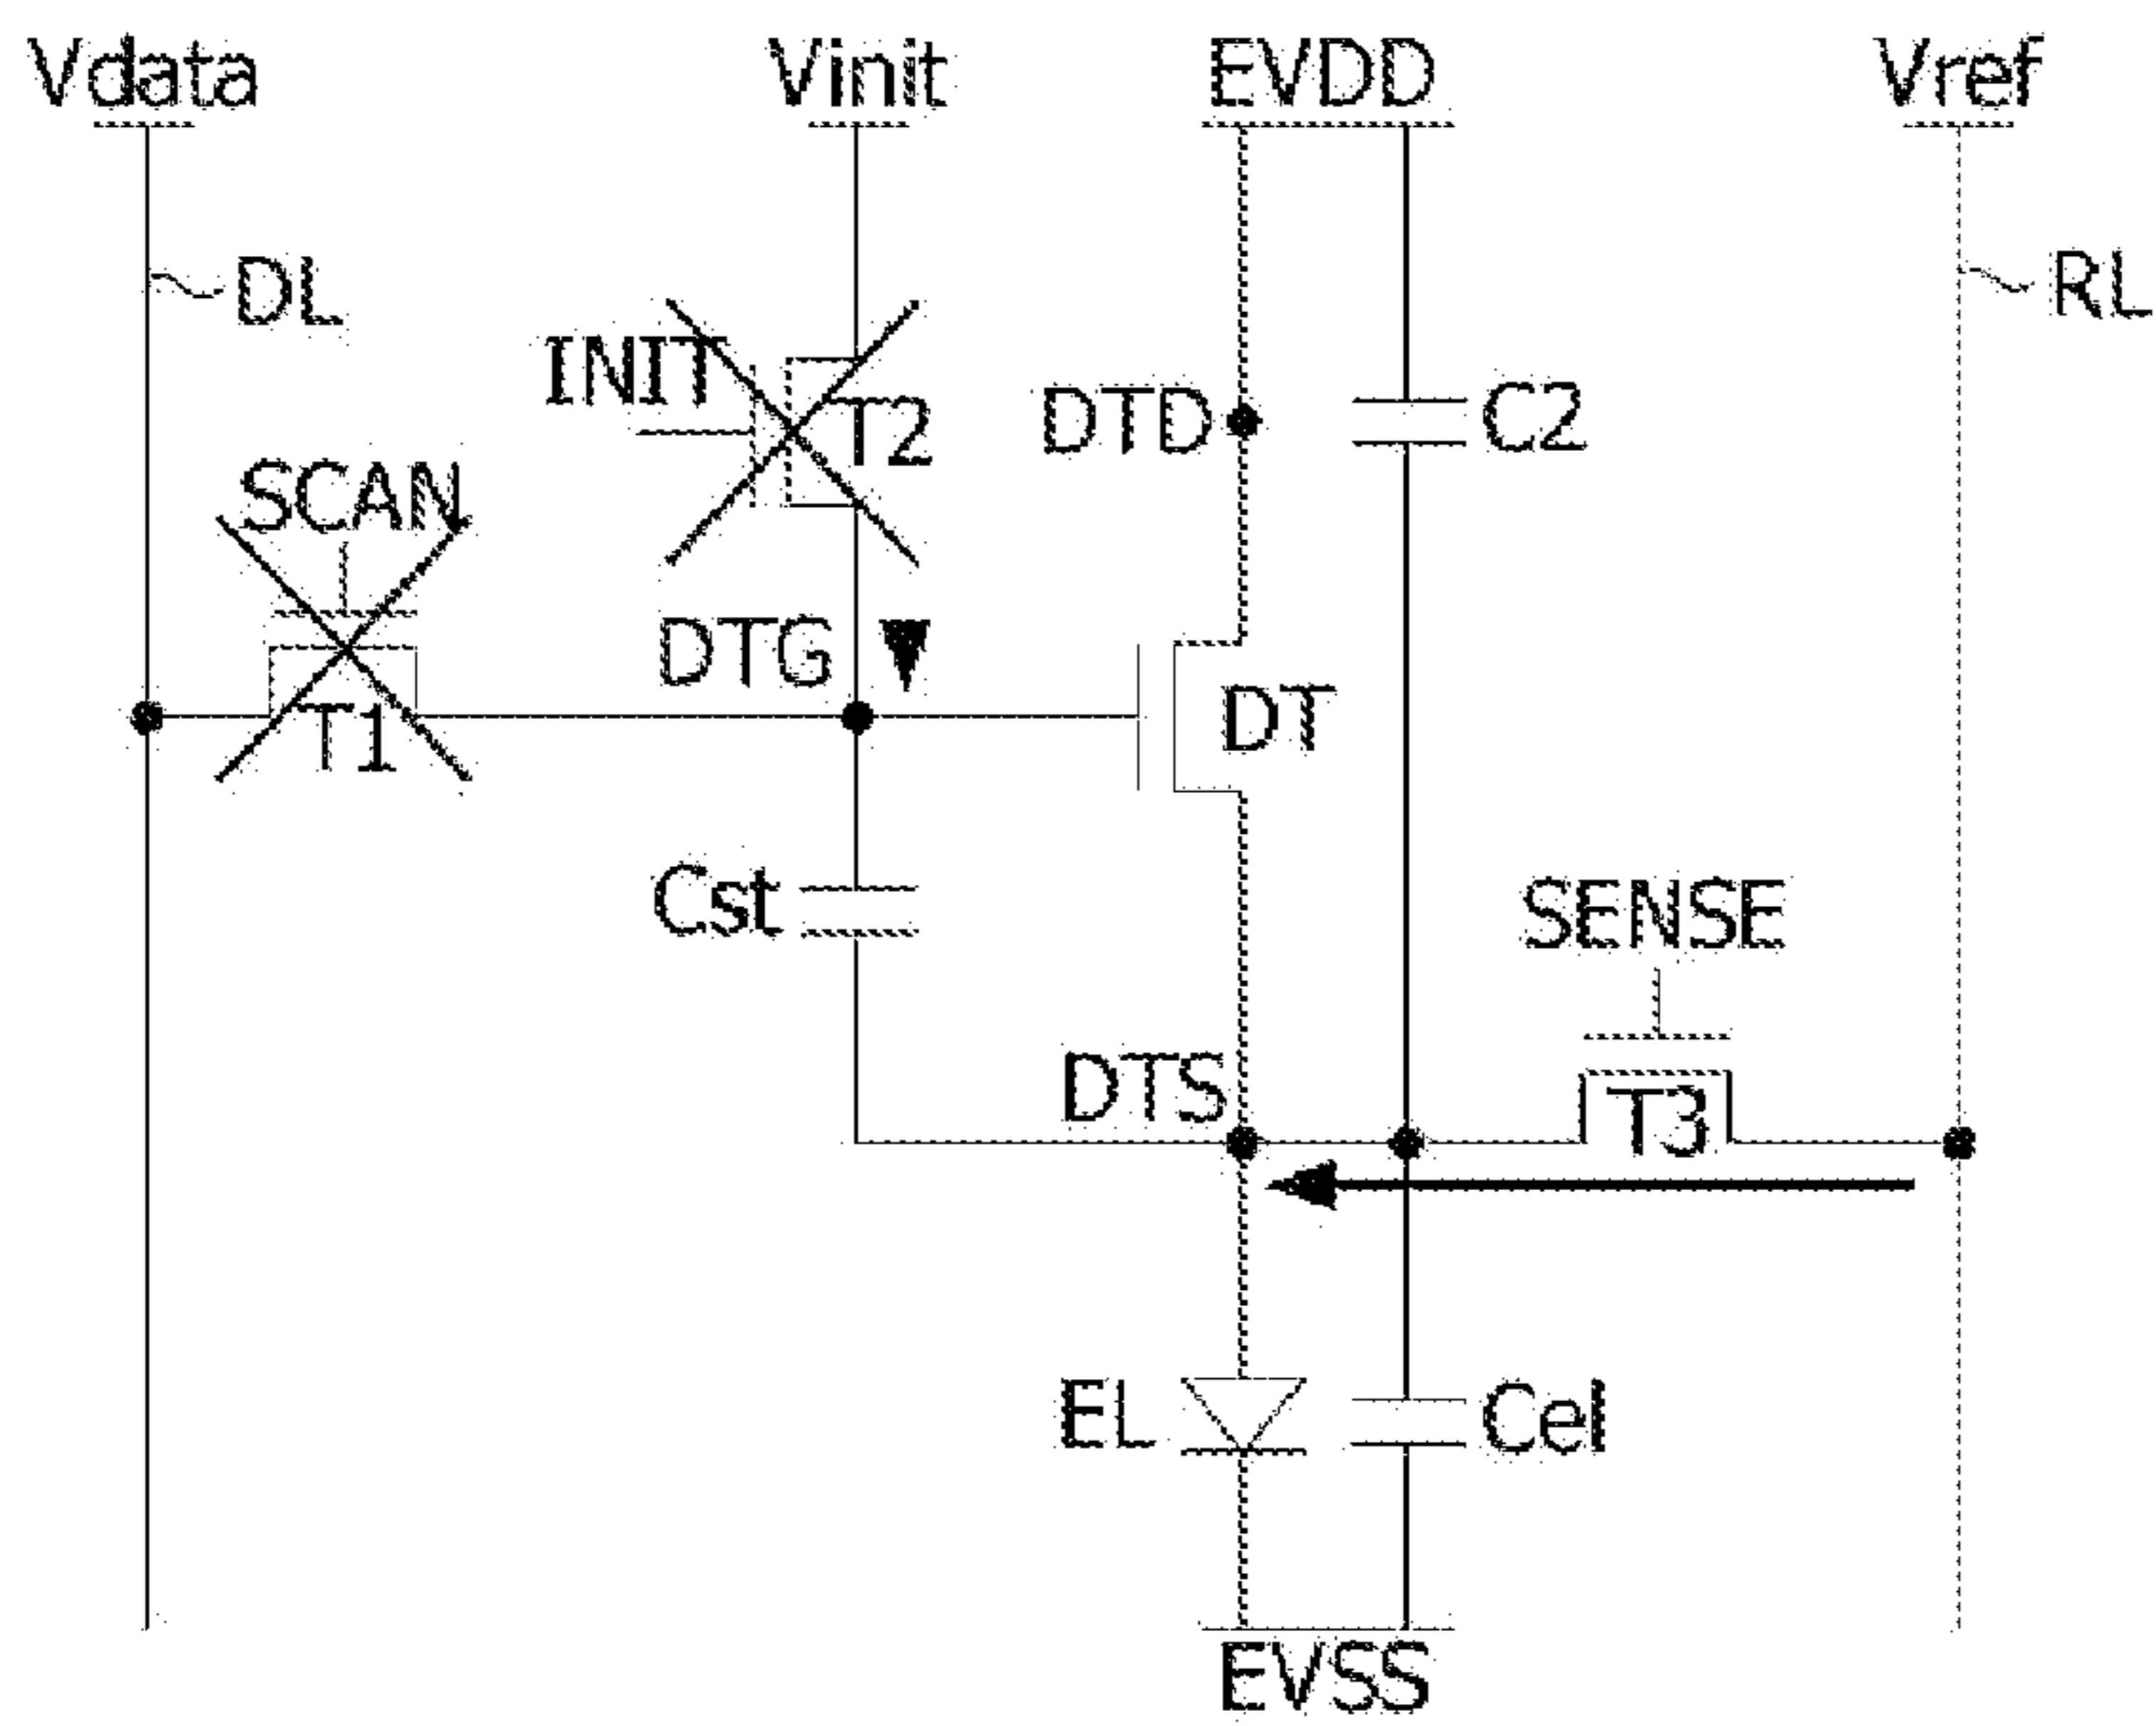 Vdata Vinit EVDD Vref
DL
RL
INIT
T2
DTD
C2
SCAN
DTG
DT
T1
Cst
SENSE
DTS
T3
EL
Cel
EVSS